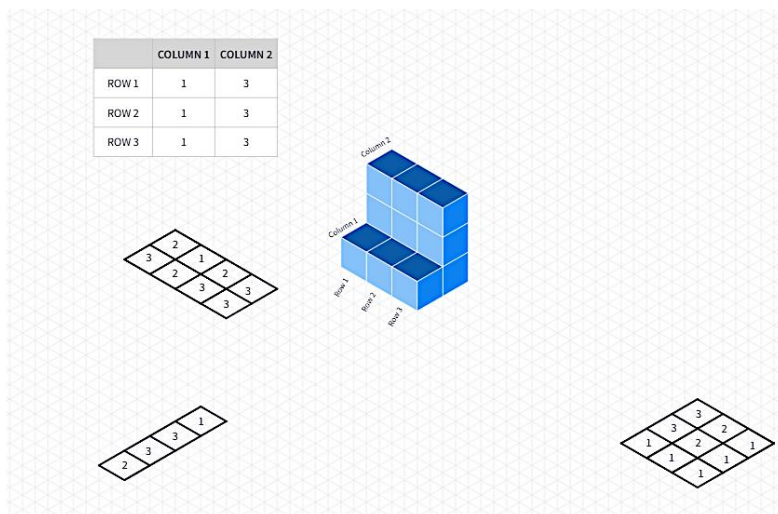 COLUMN 1 COLUMN 2
ROW 1 1 3
ROW 2 1 3
ROW 3 1 3
Column 2
Column 1
Row 1
Row 2
Row 3
2
3 1
2 2
3 3
3
1
3
3
2
3
3 2
1 2 1
1 1
1